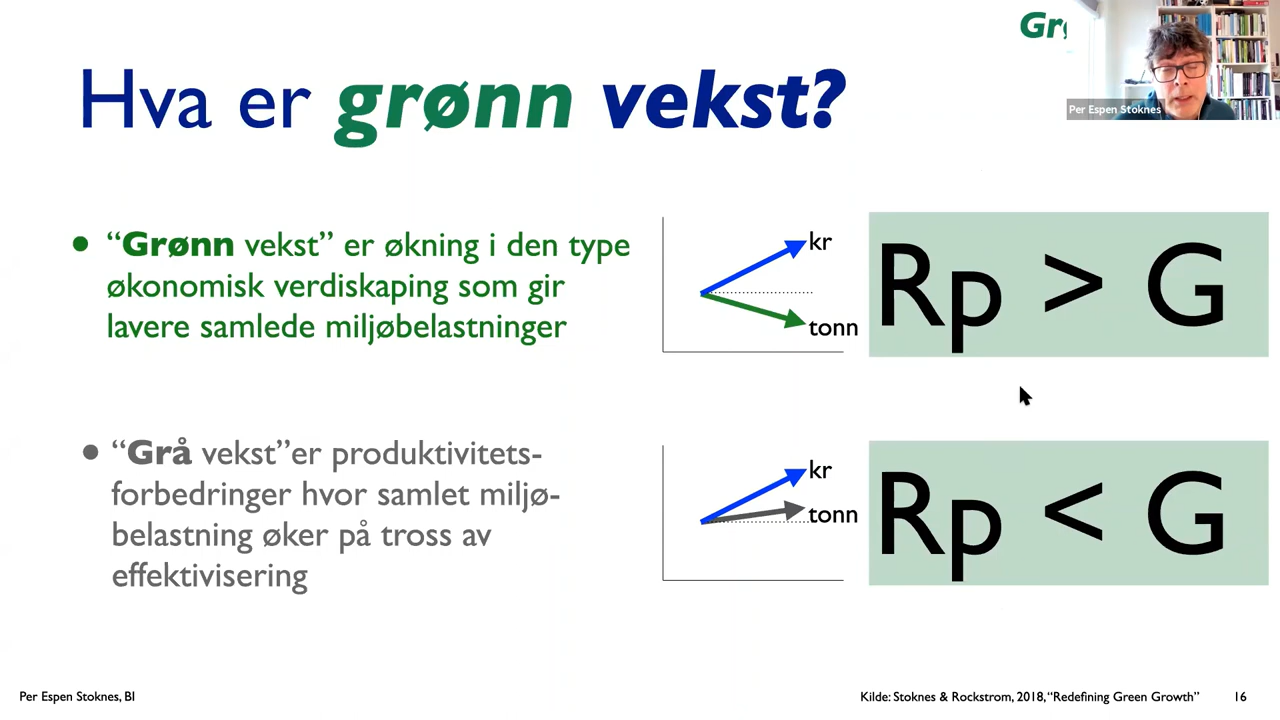 Grø
Per Espen Stoknes
Hva er grønn vekst?
• “Grønn vekst” er økning i den type
økonomisk verdiskaping som gir
lavere samlede miljøbelastninger
kr
tonn
Rp > G
• “Grå vekst”er produktivitets-
forbedringer hvor samlet miljø-
belastning øker på tross av
effektivisering
kr
tonn
Rp < G
Per Espen Stoknes, BI
Kilde: Stoknes & Rockstrom, 2018, “Redefining Green Growth”
16